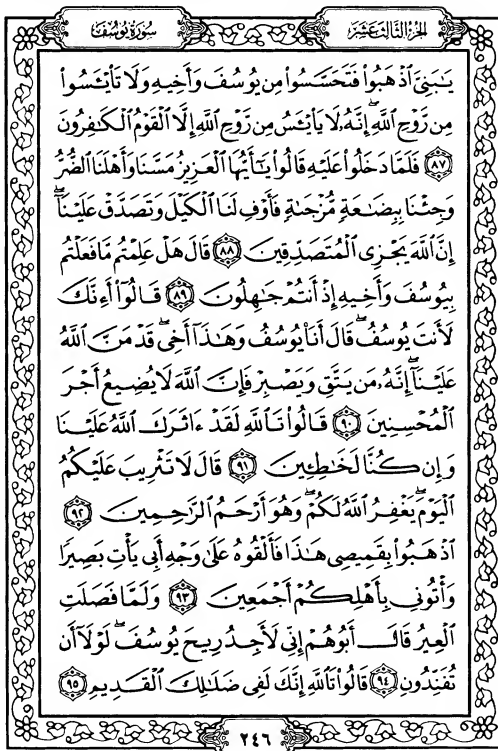 الجزء الثالث عشر
سورة يوسف
يَٰبَنِيَّ ٱذۡهَبُواْ فَتَحَسَّسُواْ مِن يُوسُفَ وَأَخِيهِ وَلَا تَاْيۡـَٔسُواْ
مِن رَّوۡحِ ٱللَّهِۖ إِنَّهُۥ لَا يَاْيۡـَٔسُ مِن رَّوۡحِ ٱللَّهِ إِلَّا ٱلۡقَوۡمُ ٱلۡكَٰفِرُونَ
٨٧ فَلَمَّا دَخَلُواْ عَلَيۡهِ قَالُواْ يَٰٓأَيُّهَا ٱلۡعَزِيزُ مَسَّنَا وَأَهۡلَنَا ٱلضُّرُّ
وَجِئۡنَا بِبِضَٰعَةٖ مُّزۡجَىٰةٖ فَأَوۡفِ لَنَا ٱلۡكَيۡلَ وَتَصَدَّقۡ عَلَيۡنَآۖ
إِنَّ ٱللَّهَ يَجۡزِي ٱلۡمُتَصَدِّقِينَ ٨٨ قَالَ هَلۡ عَلِمۡتُم مَّا فَعَلۡتُم
بِيُوسُفَ وَأَخِيهِ إِذۡ أَنتُمۡ جَٰهِلُونَ ٨٩ قَالُوٓاْ أَءِنَّكَ
لَأَنتَ يُوسُفُۖ قَالَ أَنَا۠ يُوسُفُ وَهَٰذَآ أَخِيۖ قَدۡ مَنَّ ٱللَّهُ
عَلَيۡنَآۖ إِنَّهُۥ مَن يَتَّقِ وَيَصۡبِرۡ فَإِنَّ ٱللَّهَ لَا يُضِيعُ أَجۡرَ
ٱلۡمُحۡسِنِينَ ٩٠ قَالُواْ تَٱللَّهِ لَقَدۡ ءَاثَرَكَ ٱللَّهُ عَلَيۡنَا
وَإِن كُنَّا لَخَٰطِـِٔينَ ٩١ قَالَ لَا تَثۡرِيبَ عَلَيۡكُمُ
ٱلۡيَوۡمَۖ يَغۡفِرُ ٱللَّهُ لَكُمۡۖ وَهُوَ أَرۡحَمُ ٱلرَّٰحِمِينَ ٩٢
ٱذۡهَبُواْ بِقَمِيصِي هَٰذَا فَأَلۡقُوهُ عَلَىٰ وَجۡهِ أَبِي يَأۡتِ بَصِيرٗا
وَأۡتُونِي بِأَهۡلِكُمۡ أَجۡمَعِينَ ٩٣ وَلَمَّا فَصَلَتِ
ٱلۡعِيرُ قَالَ أَبُوهُمۡ إِنِّي لَأَجِدُ رِيحَ يُوسُفَۖ لَوۡلَآ أَن
تُفَنِّدُونِ ٩٤ قَالُواْ تَٱللَّهِ إِنَّكَ لَفِي ضَلَٰلِكَ ٱلۡقَدِيمِ ٩٥
٢٤٦